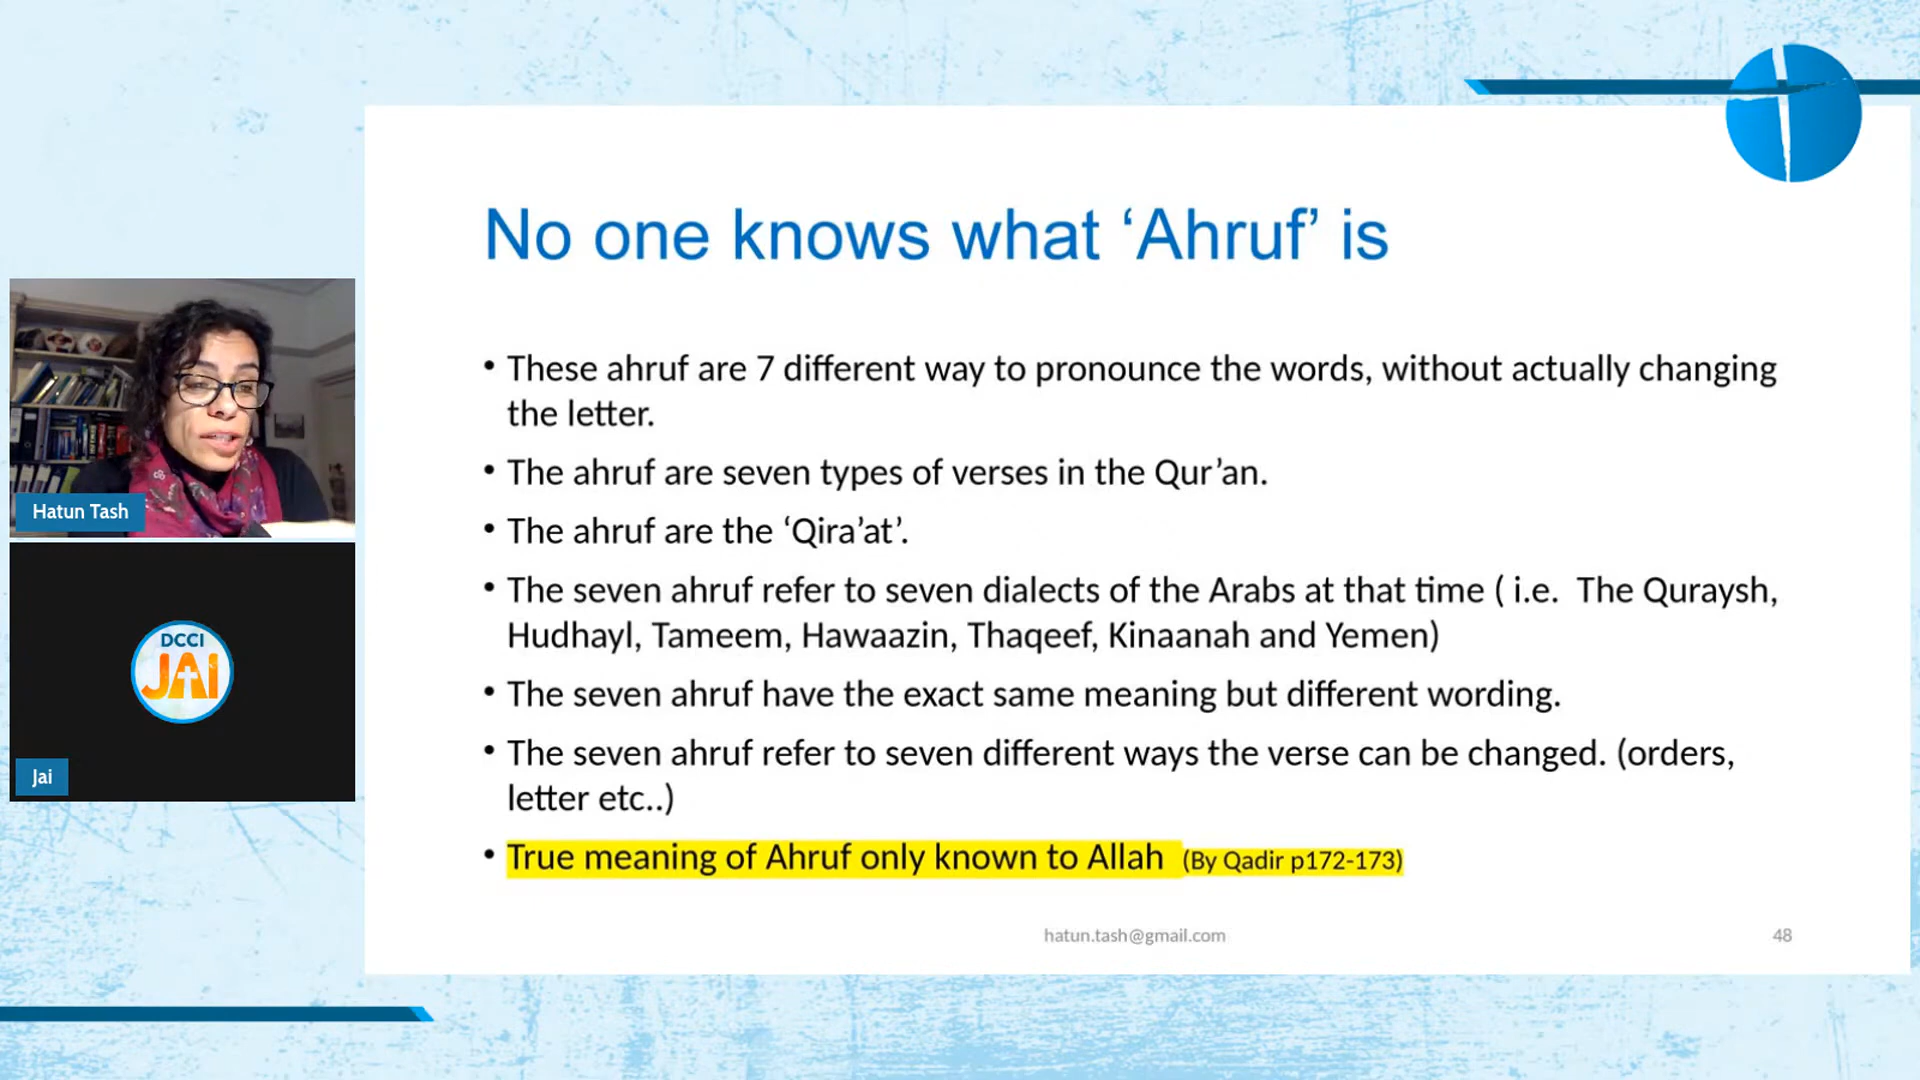 No one knows what ‘Ahruf’ is
• These ahruf are 7 different way to pronounce the words, without actually changing
the letter.
• The ahruf are seven types of verses in the Qur’an.
• The ahruf are the ‘Qira’at’.
• The seven ahruf refer to seven dialects of the Arabs at that time ( i.e.  The Quraysh,
Hudhayl, Tameem, Hawaazin, Thaqeef, Kinaanah and Yemen)
• The seven ahruf have the exact same meaning but different wording.
• The seven ahruf refer to seven different ways the verse can be changed. (orders,
letter etc..)
• True meaning of Ahruf only known to Allah  (By Qadir p172-173)
hatun.tash@gmail.com
48
Hatun Tash
DCCI
JAI
Jai